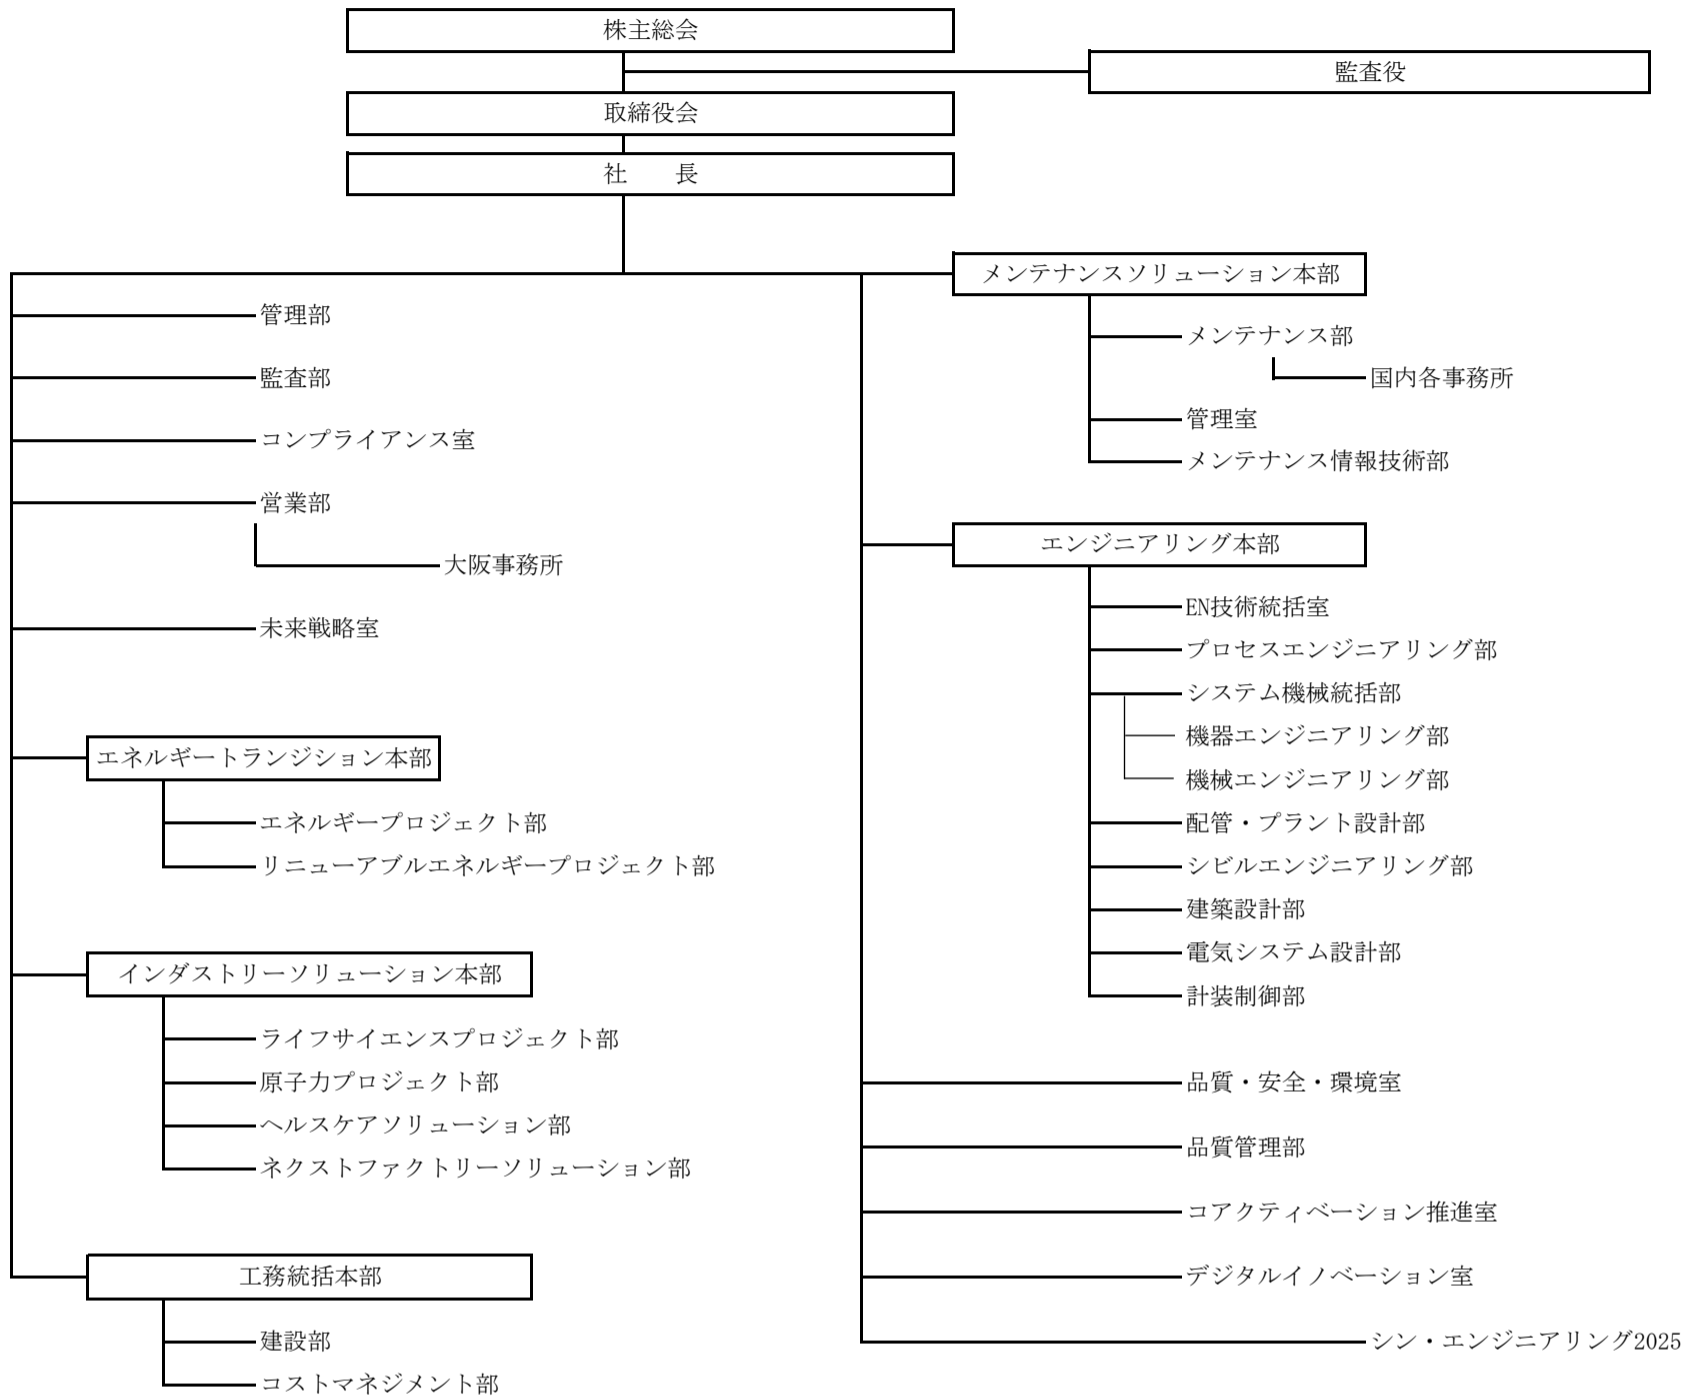 株主総会
監査役
取締役会
社　　長
管理部
監査部
コンプライアンス室
営業部
大阪事務所
未来戦略室
エネルギートランジション本部
エネルギープロジェクト部
リニューアブルエネルギープロジェクト部
インダストリーソリューション本部
ライフサイエンスプロジェクト部
原子力プロジェクト部
ヘルスケアソリューション部
ネクストファクトリーソリューション部
工務統括本部
建設部
コストマネジメント部
メンテナンスソリューション本部
メンテナンス部
国内各事務所
管理室
メンテナンス情報技術部
エンジニアリング本部
EN技術統括室
プロセスエンジニアリング部
システム機械統括部
機器エンジニアリング部
機械エンジニアリング部
配管・プラント設計部
シビルエンジニアリング部
建築設計部
電気システム設計部
計装制御部
品質・安全・環境室
品質管理部
コアクティベーション推進室
デジタルイノベーション室
シン・エンジニアリング2025